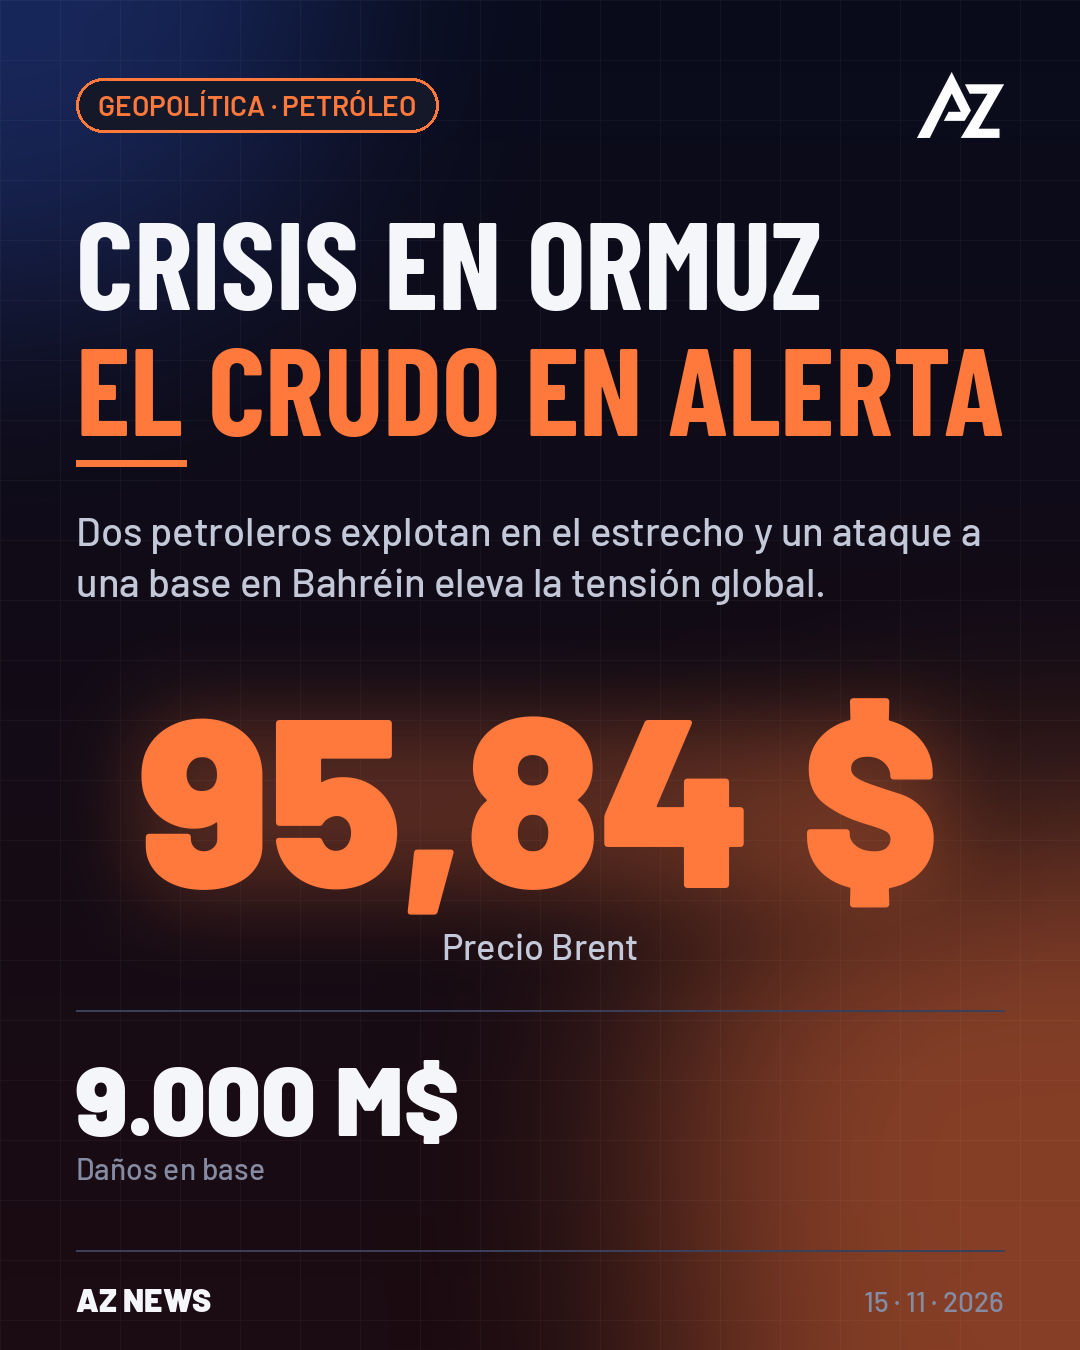 GEOPOLÍTICA · PETRÓLEO
AZ
CRISIS EN ORMUZ
EL CRUDO EN ALERTA
Dos petroleros explotan en el estrecho y un ataque a
una base en Bahréin eleva la tensión global.
95,84 $
Precio Brent
9.000 M$
Daños en base
AZ NEWS
15 · 11 · 2026